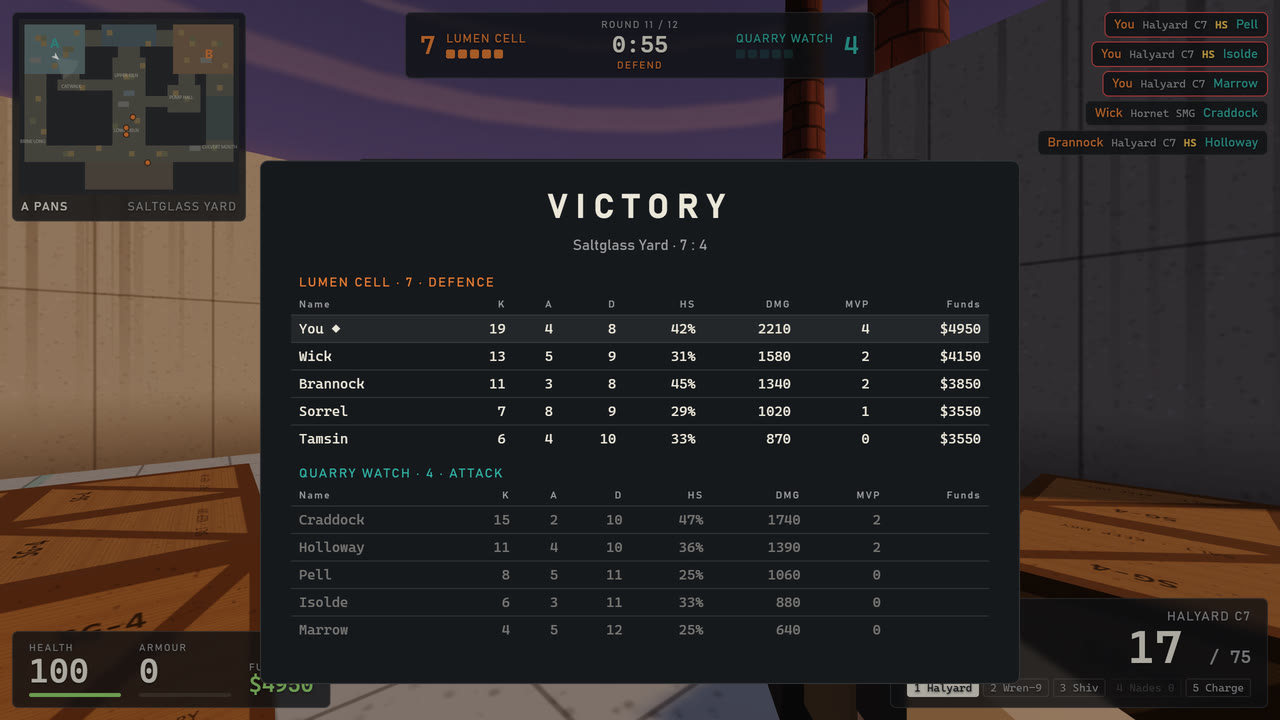 A
B
CATWALK
A PANS SALTGLASS YARD
ROUND 11 / 12
7 LUMEN CELL 0:55 QUARRY WATCH 4
DEFEND
You Halyard C7 HS Pell
You Halyard C7 HS Isolde
You Halyard C7 Marrow
Wick Hornet SMG Craddock
Brannock Halyard C7 HS Holloway
VICTORY
Saltglass Yard · 7 : 4
LUMEN CELL · 7 · DEFENCE
Name K A D HS DMG MVP Funds
You ◆ 19 4 8 42% 2210 4 $4950
Wick 13 5 9 31% 1580 2 $4150
Brannock 11 3 8 45% 1340 2 $3850
Sorrel 7 8 9 29% 1020 1 $3550
Tamsin 6 4 10 33% 870 0 $3550
QUARRY WATCH · 4 · ATTACK
Name K A D HS DMG MVP Funds
Craddock 15 2 10 47% 1740 2
Holloway 11 4 10 36% 1390 2
Pell 8 5 11 25% 1060 0
Isolde 6 3 11 33% 880 0
Marrow 4 5 12 25% 640 0
SG-4
HEALTH ARMOUR
100 0 $4950
HALYARD C7
17 / 75
1 Halyard 2 Wren-9 3 Shiv 4 Nades 0 5 Charge